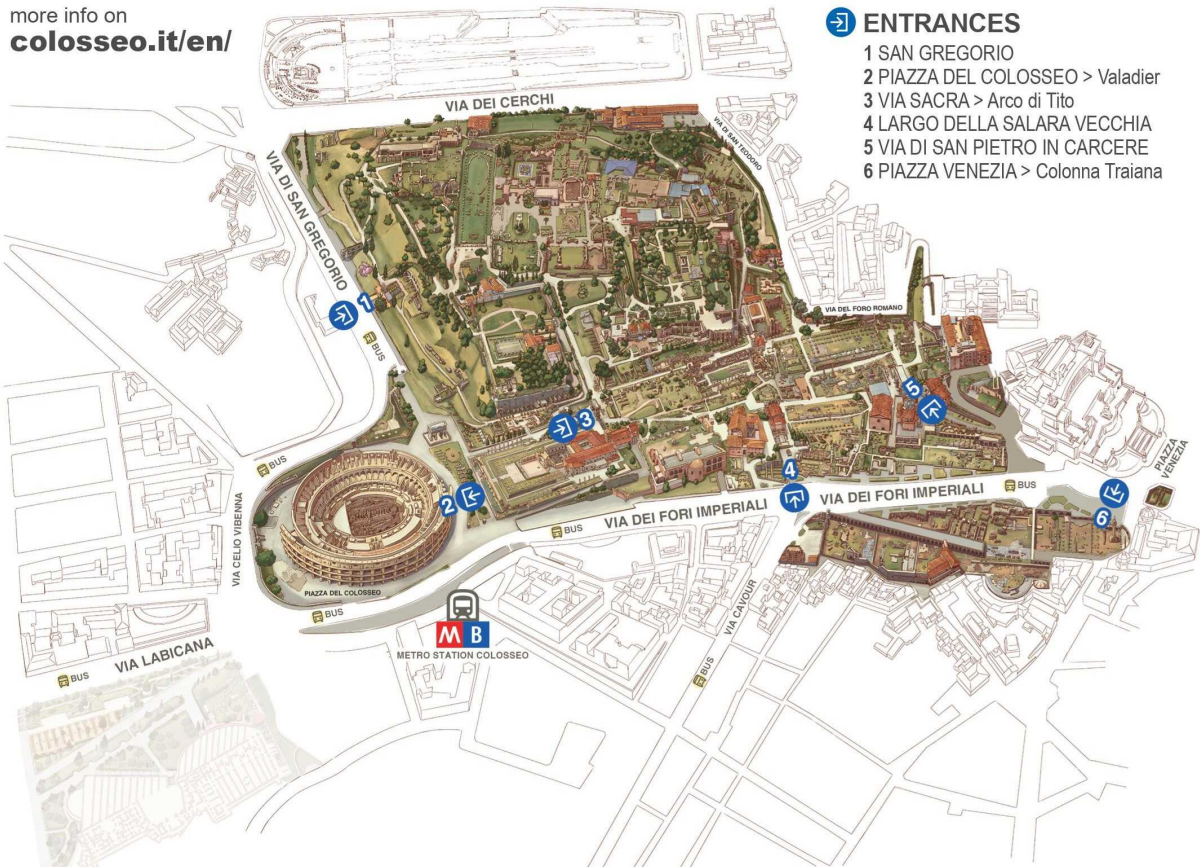 more info on
colosseo.it/en/
ENTRANCES
1 SAN GREGORIO
2 PIAZZA DEL COLOSSEO > Valadier
3 VIA SACRA > Arco di Tito
4 LARGO DELLA SALARA VECCHIA
5 VIA DI SAN PIETRO IN CARCERE
6 PIAZZA VENEZIA > Colonna Traiana
VIA DEI CERCHI
VIA DI SAN TEODORO
VIA DI SAN GREGORIO
1
BUS
VIA DEL FORO ROMANO
5
3
4
2
BUS
PIAZZA VENEZIA
VIA DEI FORI IMPERIALI
BUS
6
BUS
VIA DEI FORI IMPERIALI
VIA CELIO VIBENNA
PIAZZA DEL COLOSSEO
BUS
M B
METRO STATION COLOSSEO
VIA CAVOUR
BUS
VIA LABICANA
BUS